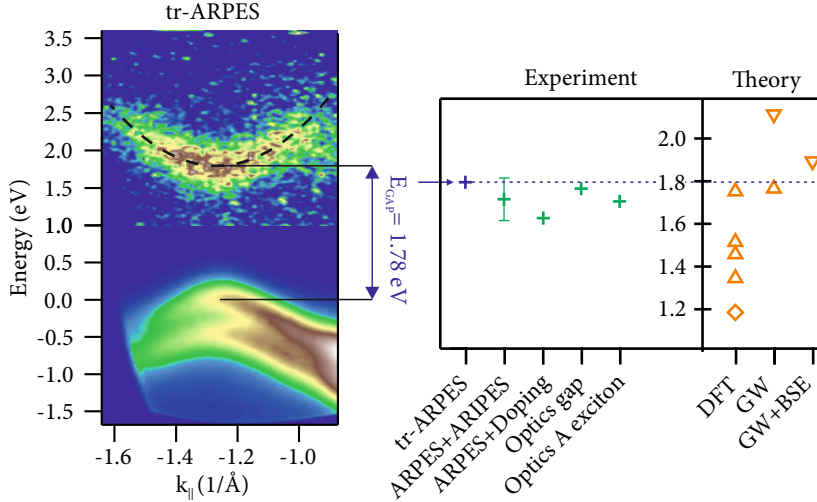 tr-ARPES
3.5
3.0
2.5
2.0
1.5
1.0
0.5
0.0
-0.5
-1.0
-1.5
Energy (eV)
-1.6
-1.4
-1.2
-1.0
k|| (1/Å)
E_GAP = 1.78 eV
Experiment
Theory
2.0
1.8
1.6
1.4
1.2
tr-ARPES
ARPES+ARIPES
ARPES+Doping
Optics gap
Optics A exciton
DFT
GW
GW+BSE